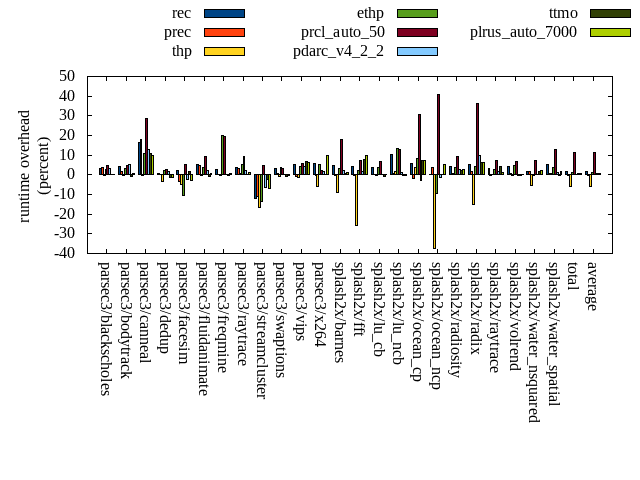 rec
prec
thp
ethp
prcl_auto_50
pdarc_v4_2_2
ttmo
plrus_auto_7000
50
40
30
20
10
0
-10
-20
-30
-40
runtime overhead
(percent)
parsec3/blackscholes
parsec3/bodytrack
parsec3/canneal
parsec3/dedup
parsec3/facesim
parsec3/fluidanimate
parsec3/freqmine
parsec3/raytrace
parsec3/streamcluster
parsec3/swaptions
parsec3/vips
parsec3/x264
splash2x/barnes
splash2x/fft
splash2x/lu_cb
splash2x/lu_ncb
splash2x/ocean_cp
splash2x/ocean_ncp
splash2x/radiosity
splash2x/radix
splash2x/raytrace
splash2x/volrend
splash2x/water_nsquared
splash2x/water_spatial
total
average